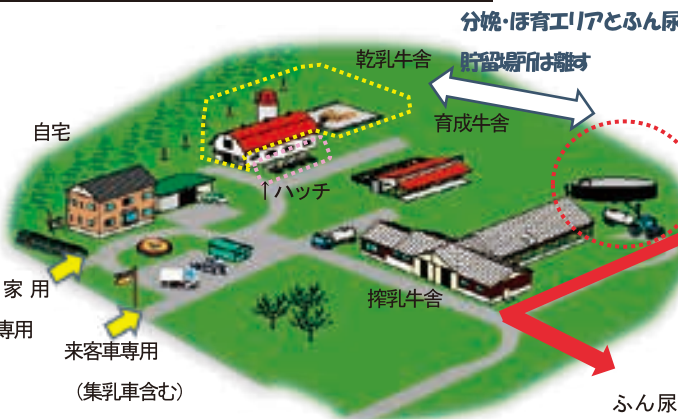 分娩・ほ育エリアとふん尿
貯留場所は離す
乾乳牛舎
自宅
育成牛舎
↑ハッチ
家 用
専用
搾乳牛舎
来客車専用
（集乳車含む）
ふん尿